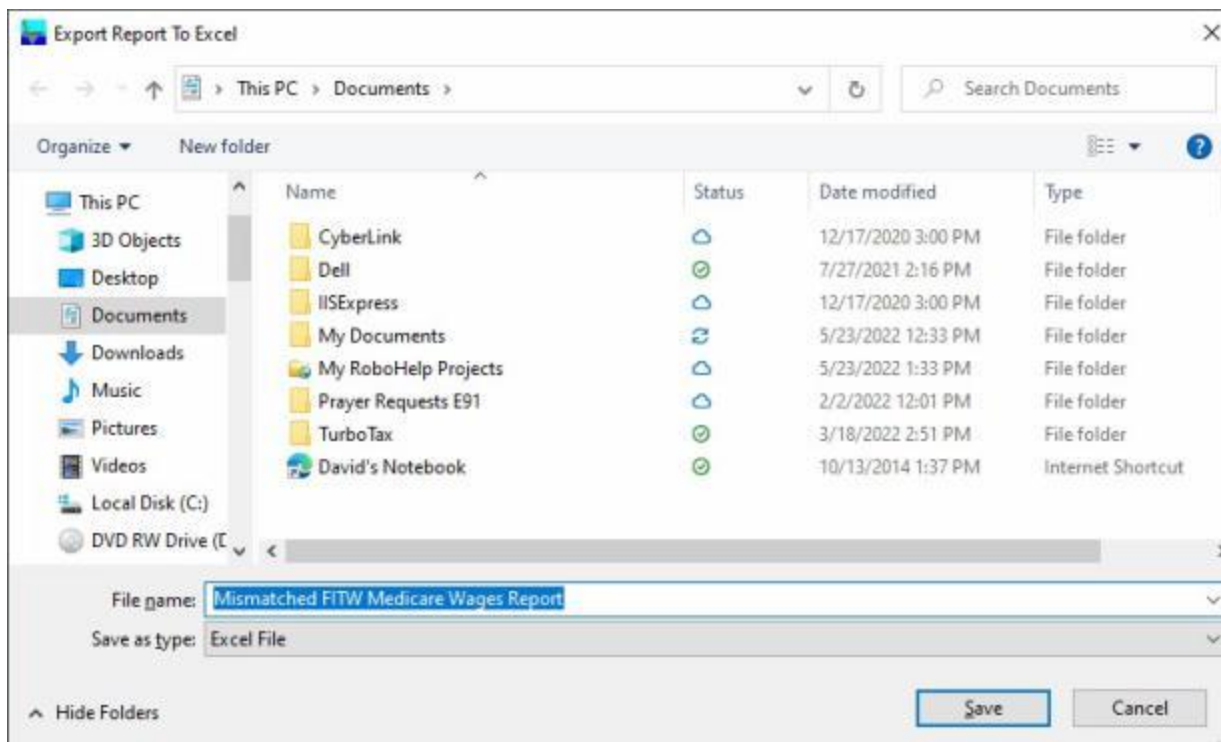 Export Report To Excel
This PC > Documents >
Search Documents
Organize
New folder
Name Status Date modified Type
This PC
3D Objects
Desktop
Documents
Downloads
Music
Pictures
Videos
Local Disk (C:)
DVD RW Drive (D
CyberLink 12/17/2020 3:00 PM File folder
Dell 7/27/2021 2:16 PM File folder
IISExpress 12/17/2020 3:00 PM File folder
My Documents 5/23/2022 12:33 PM File folder
My RoboHelp Projects 5/23/2022 1:33 PM File folder
Prayer Requests E91 2/2/2022 12:01 PM File folder
TurboTax 3/18/2022 2:51 PM File folder
David's Notebook 10/13/2014 1:37 PM Internet Shortcut
File name: Mismatched FITW Medicare Wages Report
Save as type: Excel File
Hide Folders
Save
Cancel